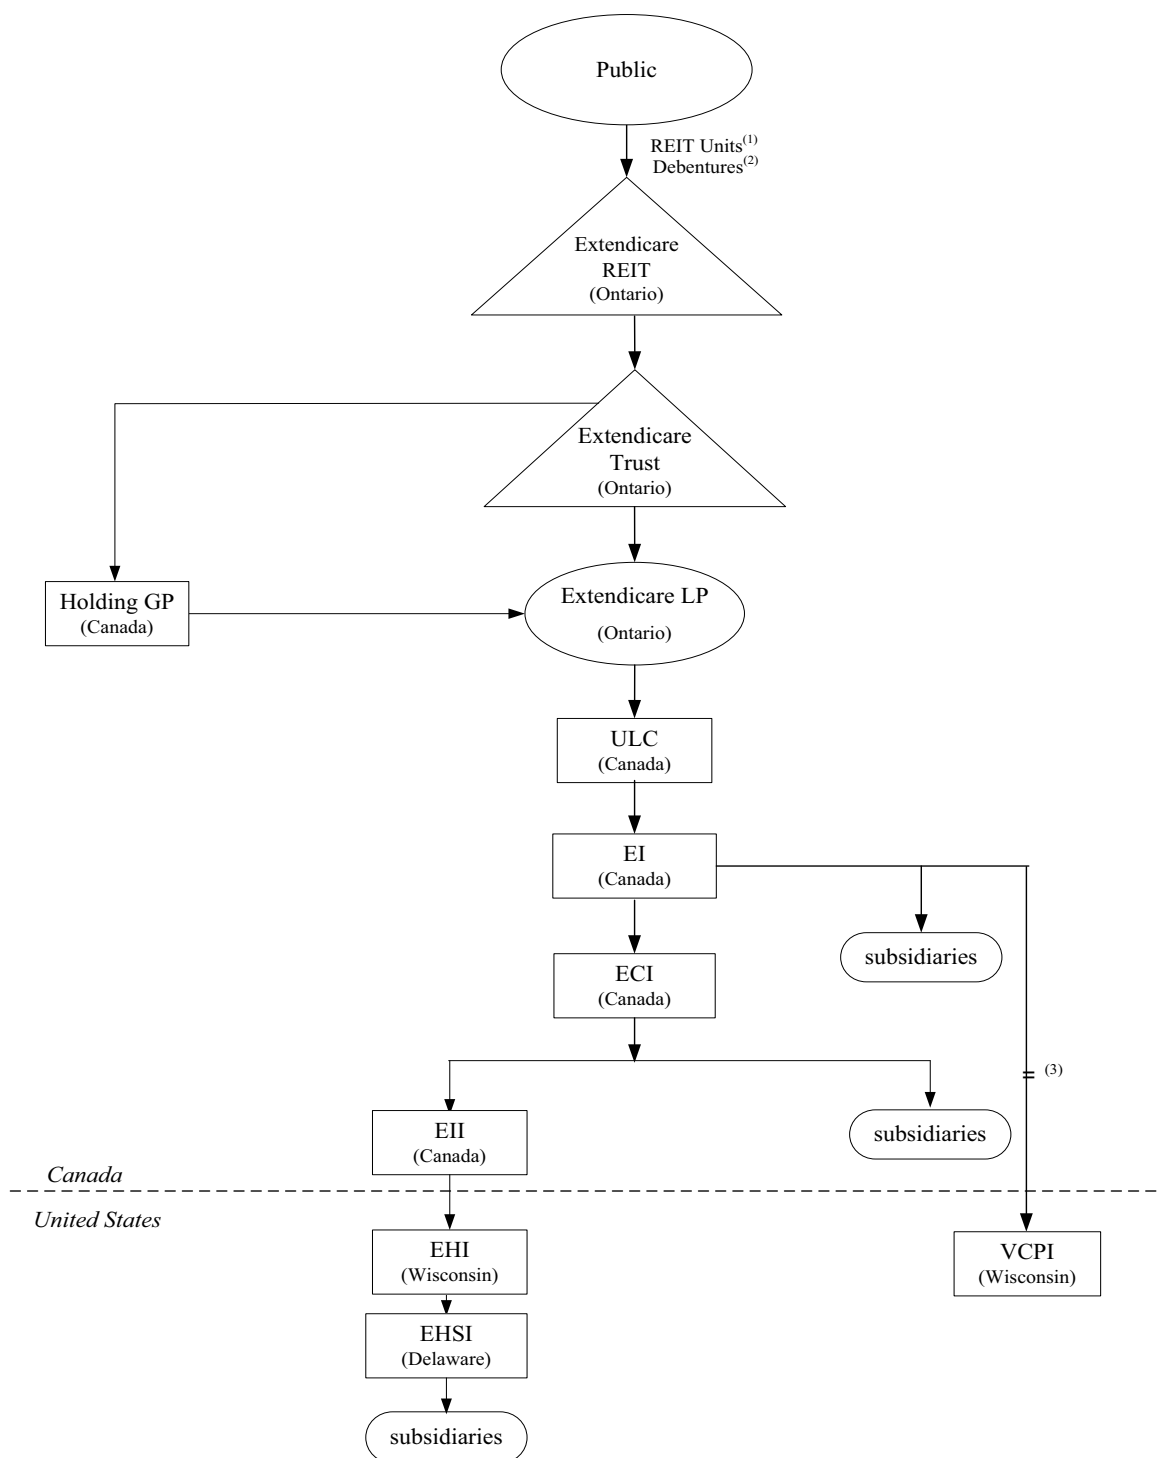 Public
REIT Units(1)
Debentures(2)
Extendicare
REIT
(Ontario)
Extendicare
Trust
(Ontario)
Holding GP
(Canada)
Extendicare LP
(Ontario)
ULC
(Canada)
EI
(Canada)
subsidiaries
ECI
(Canada)
(3)
EII
(Canada)
subsidiaries
Canada
United States
EHI
(Wisconsin)
VCPI
(Wisconsin)
EHSI
(Delaware)
subsidiaries